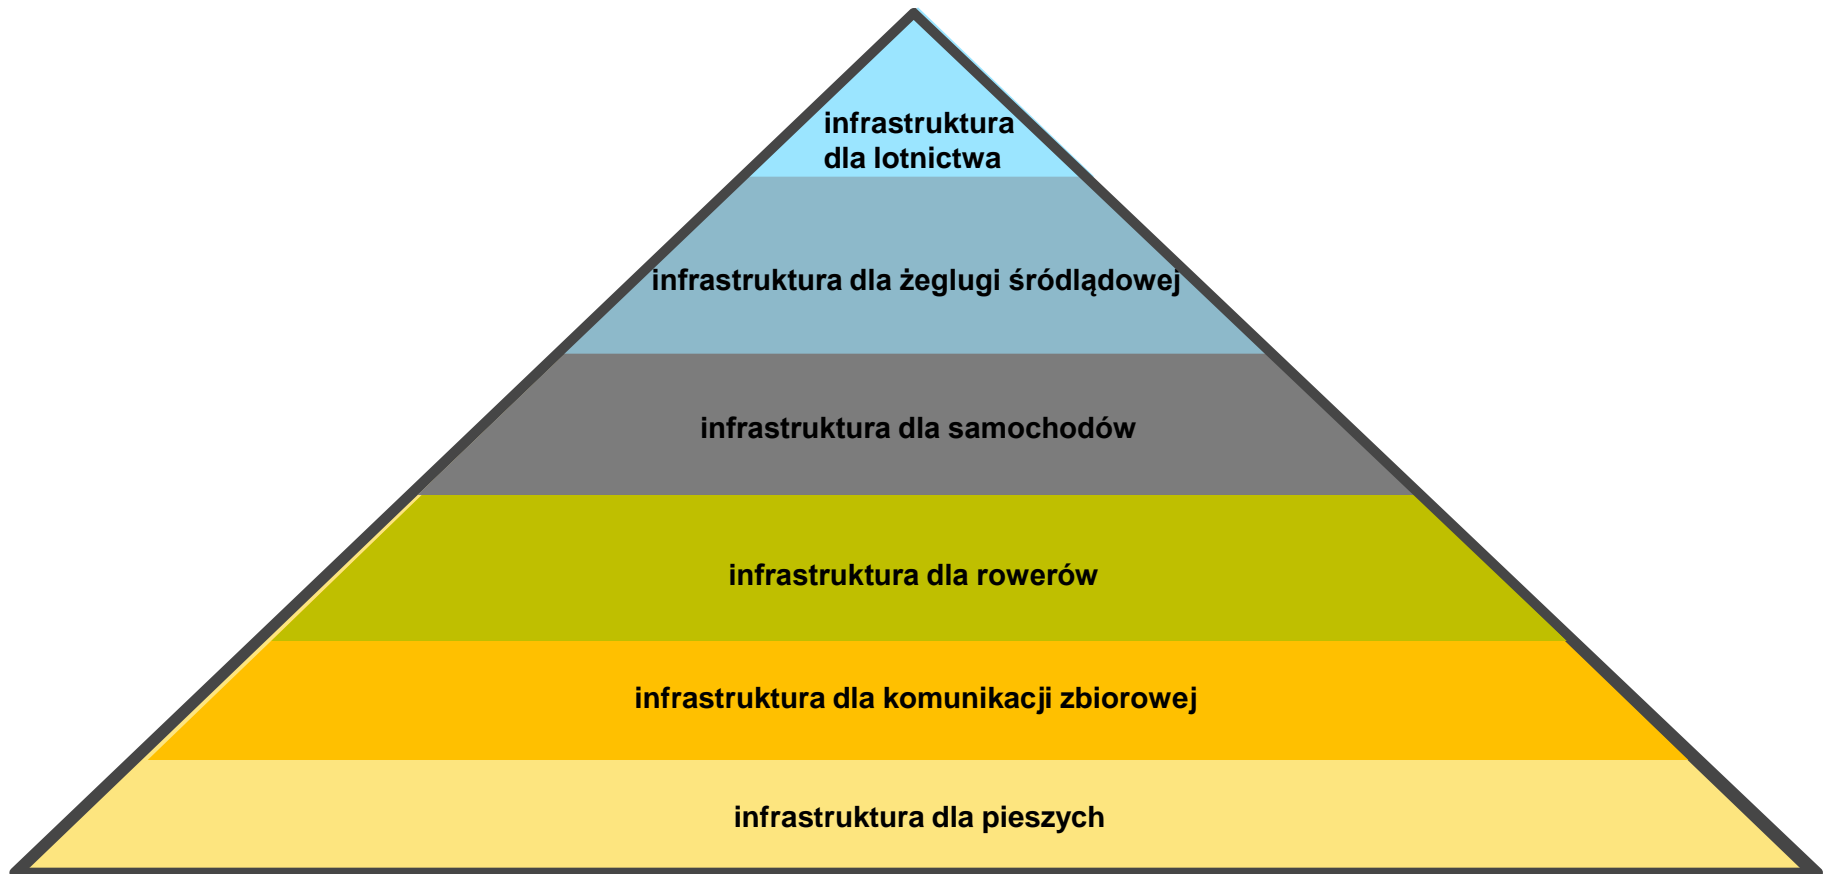 infrastruktura
dla lotnictwa
infrastruktura dla żeglugi śródlądowej
infrastruktura dla samochodów
infrastruktura dla rowerów
infrastruktura dla komunikacji zbiorowej
infrastruktura dla pieszych